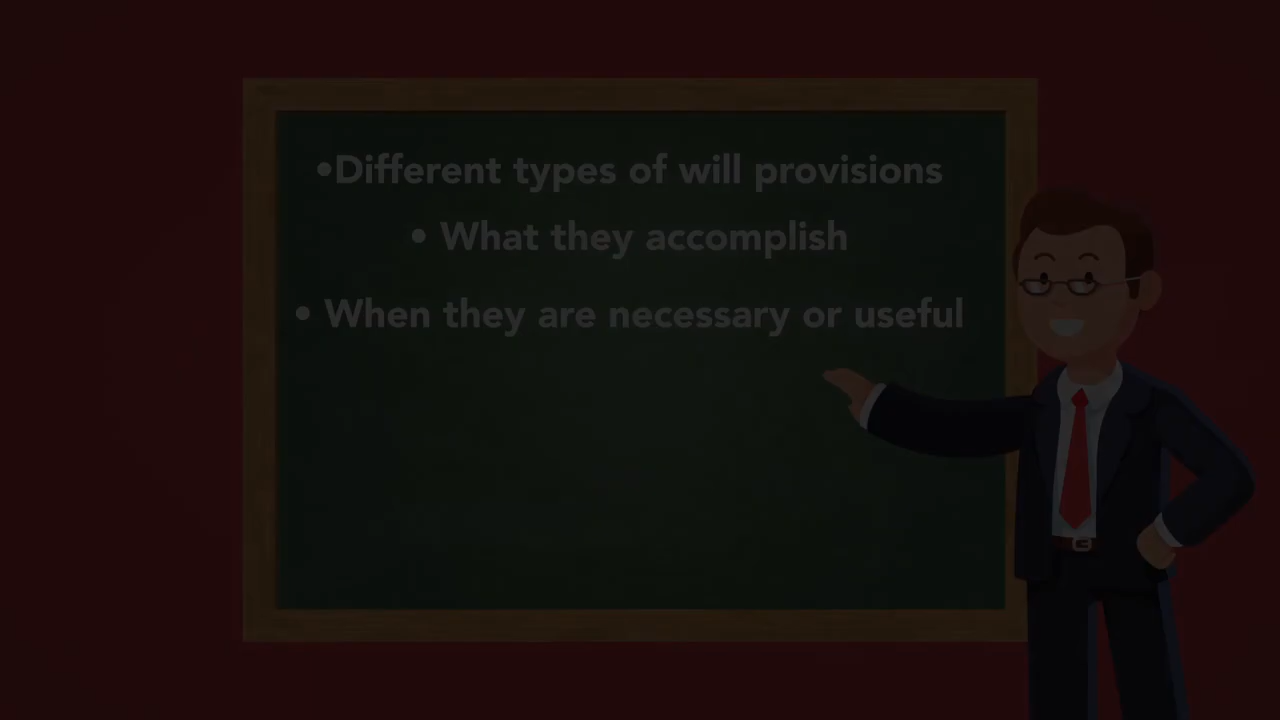 •Different types of will provisions
• What they accomplish
• When they are necessary or useful